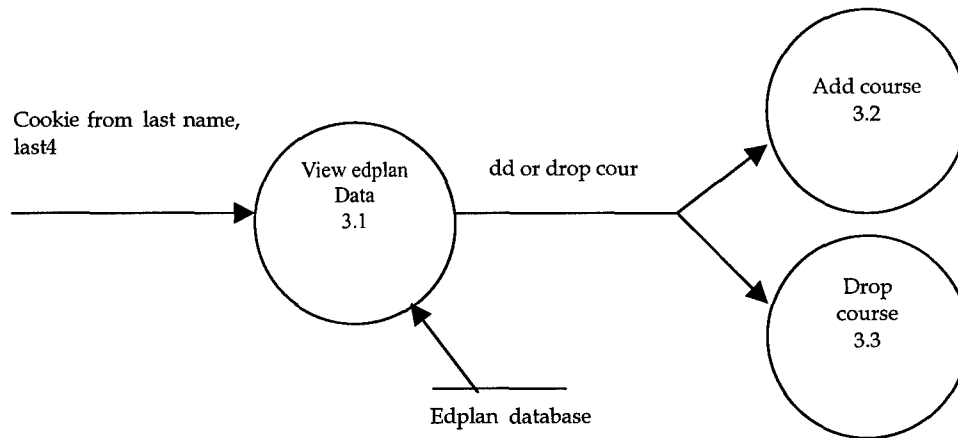 Cookie from last name,
last4
View edplan
Data
3.1
dd or drop cour
Add course
3.2
Drop
course
3.3
Edplan database